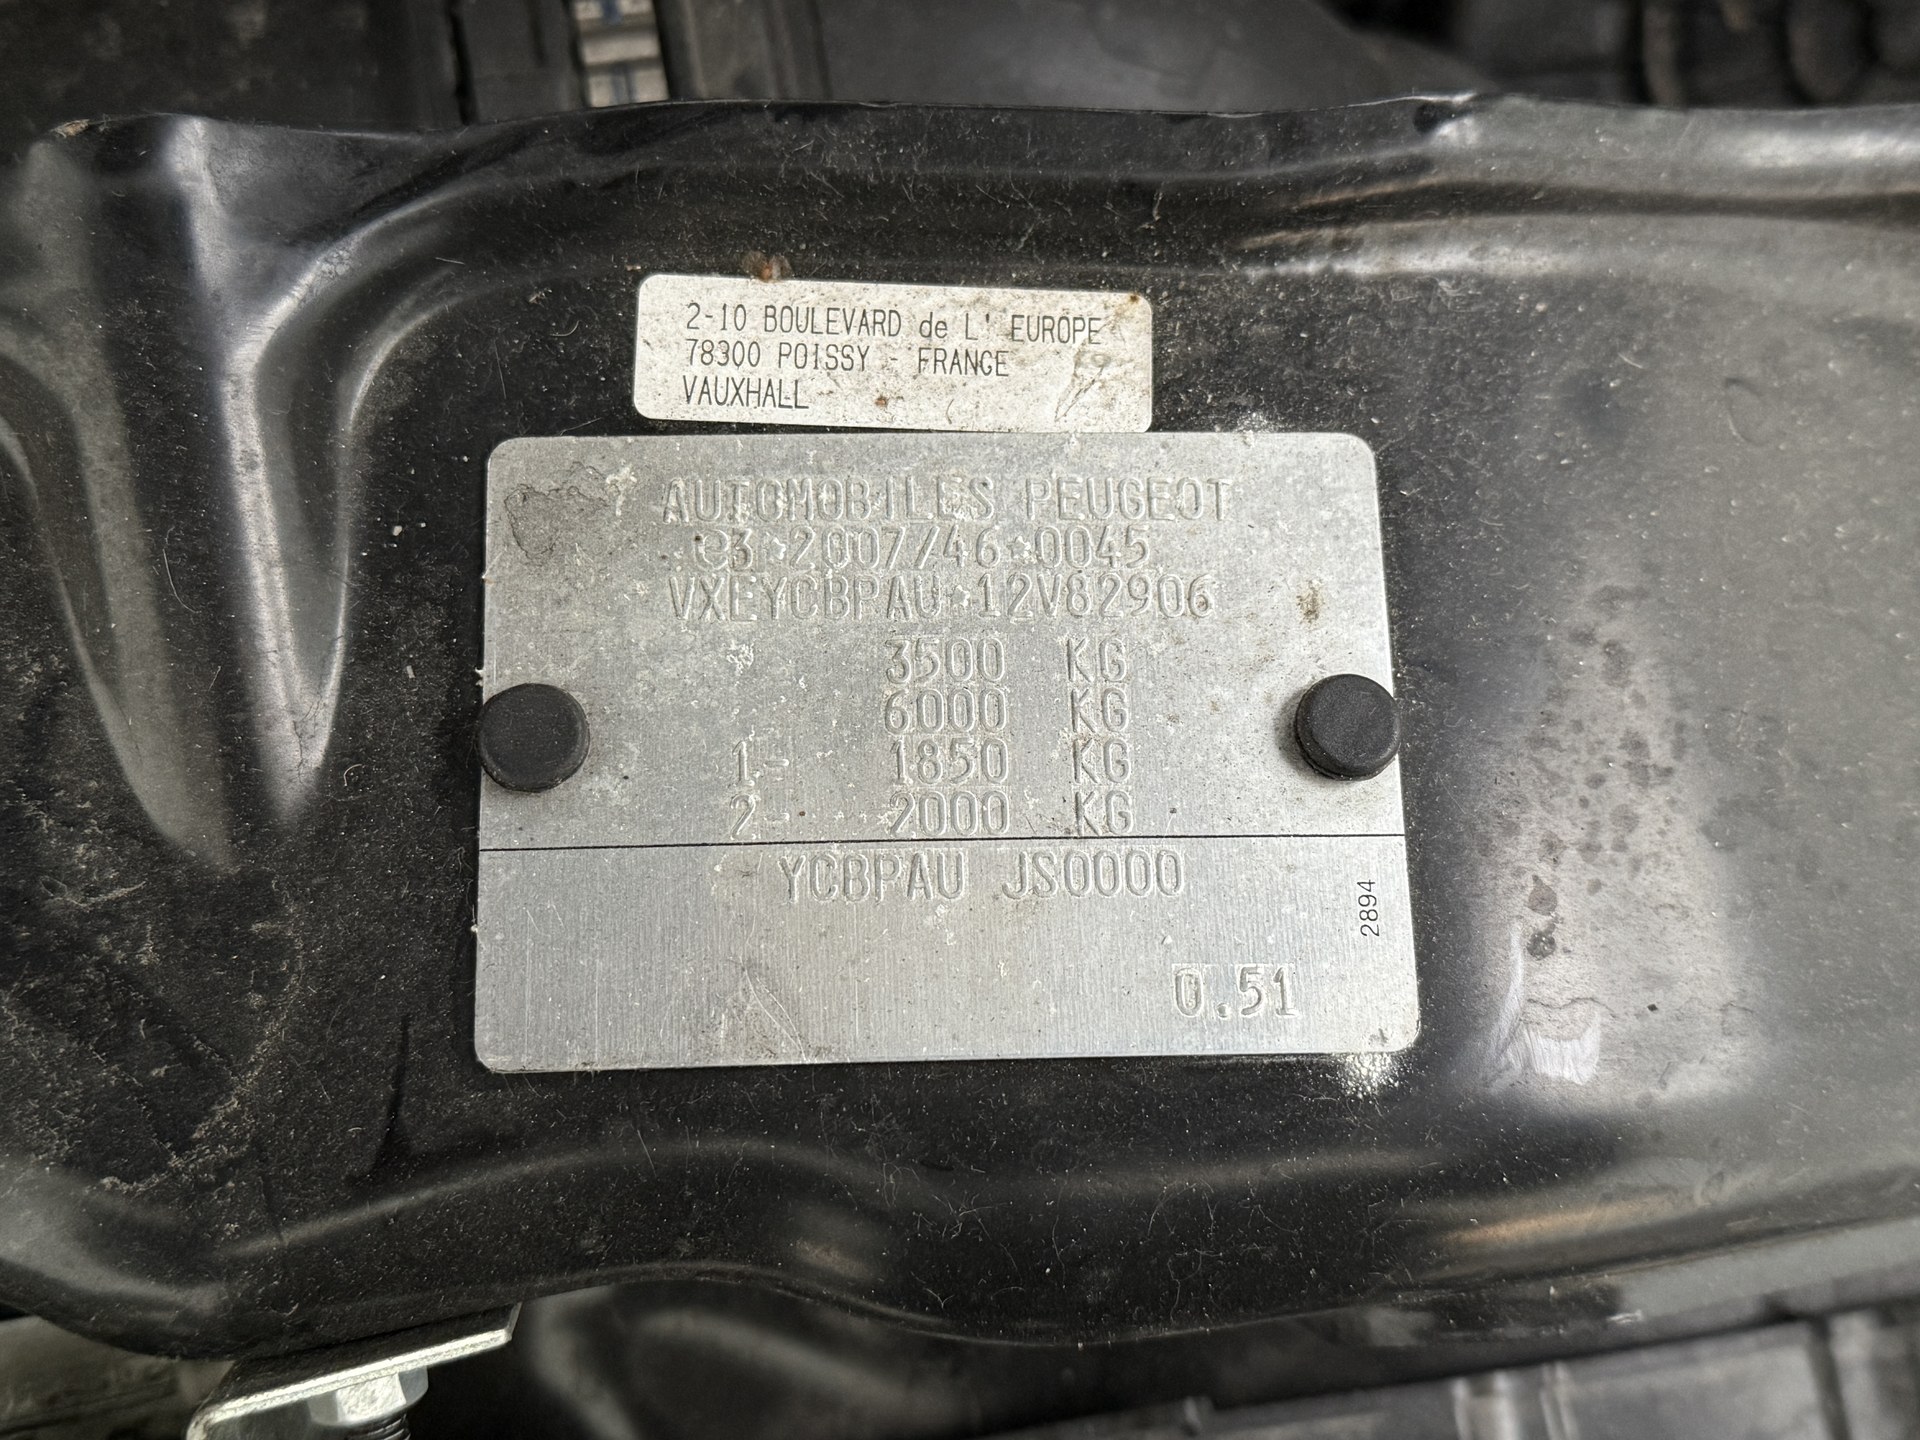 2-10 BOULEVARD de L' EUROPE
78300 POISSY - FRANCE
VAUXHALL
AUTOMOBILES PEUGEOT
e3*2007/46*0045
VXEYCBPAU*12V82906
3500 KG
6000 KG
1- 1850 KG
2- 2000 KG
YCBPAU JS0000
2894
0.51